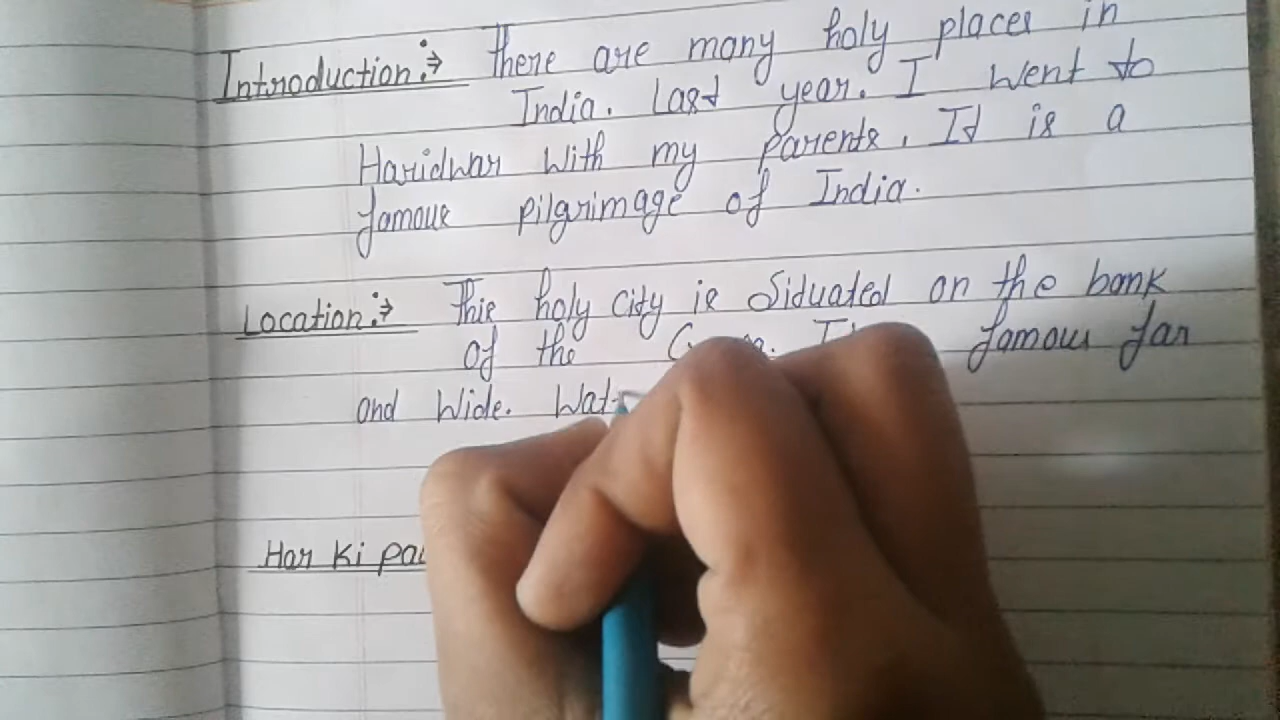 Introduction :⇒ There are many holy places in
India. Last year. I went to
Haridwar with my parents. It is a
famous pilgrimage of India.
Location :⇒ This holy city is Situated on the bank
of the famous far
and Wide.
Har Ki